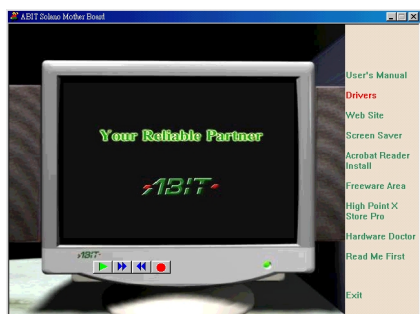 ABIT Solano Mother Board
Your Reliable Partner
ABIT
ABIT
User's Manual
Drivers
Web Site
Screen Saver
Acrobat Reader
Install
Freeware Area
High Point X
Store Pro
Hardware Doctor
Read Me First
Exit